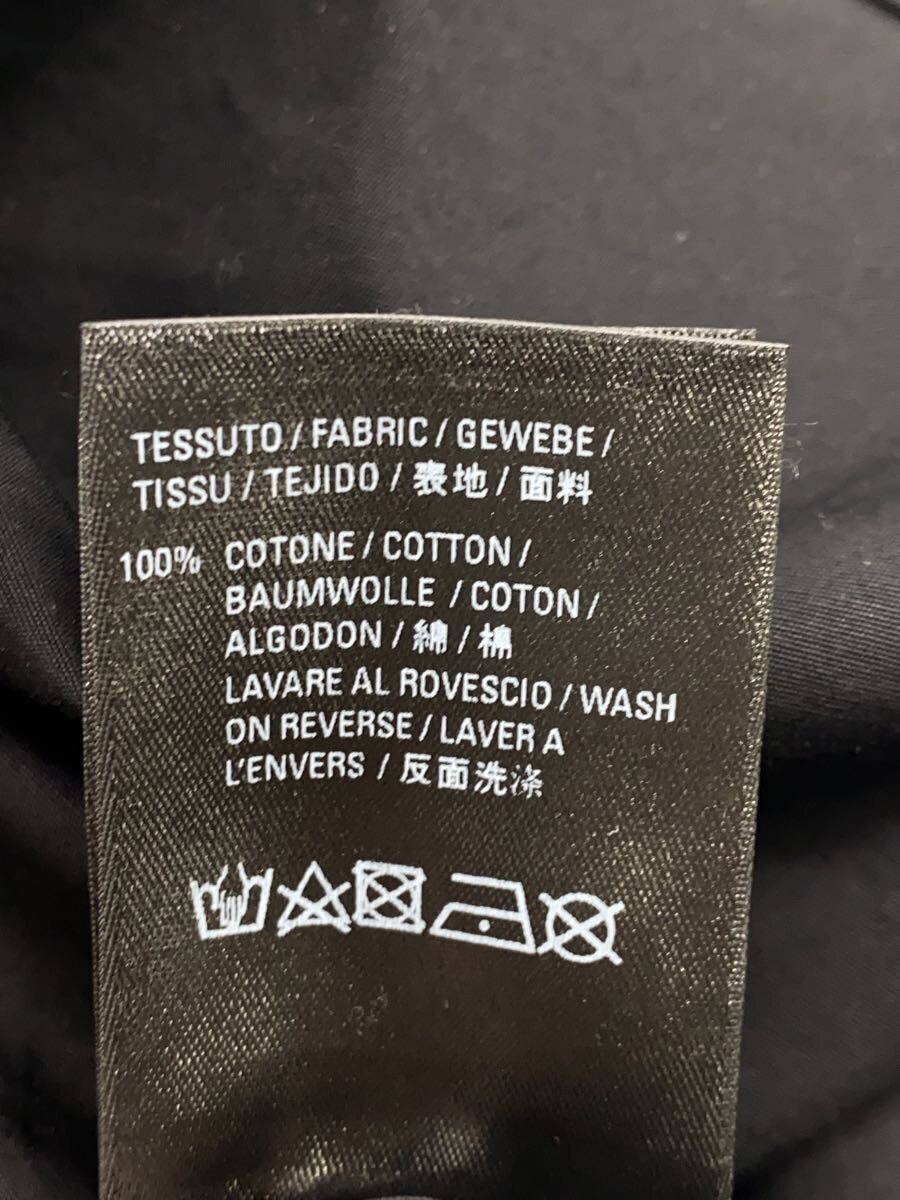 TESSUTO / FABRIC / GEWEBE /
TISSU / TEJIDO / 表地 / 面料
100% COTONE / COTTON /
BAUMWOLLE / COTON /
ALGODON / 綿 / 棉
LAVARE AL ROVESCIO / WASH
ON REVERSE / LAVER A
L'ENVERS / 反面洗涤